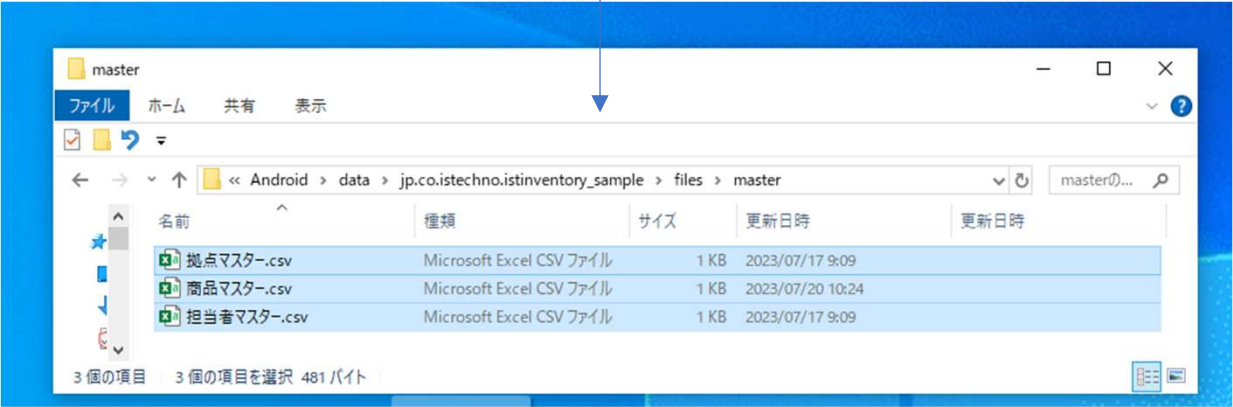 master
ファイル ホーム 共有 表示
« Android > data > jp.co.istechno.istinventory_sample > files > master masterの...
名前 種類 サイズ 更新日時 更新日時
拠点マスター.csv Microsoft Excel CSV ファイル 1 KB 2023/07/17 9:09
商品マスター.csv Microsoft Excel CSV ファイル 1 KB 2023/07/20 10:24
担当者マスター.csv Microsoft Excel CSV ファイル 1 KB 2023/07/17 9:09
3 個の項目 3 個の項目を選択 481 バイト